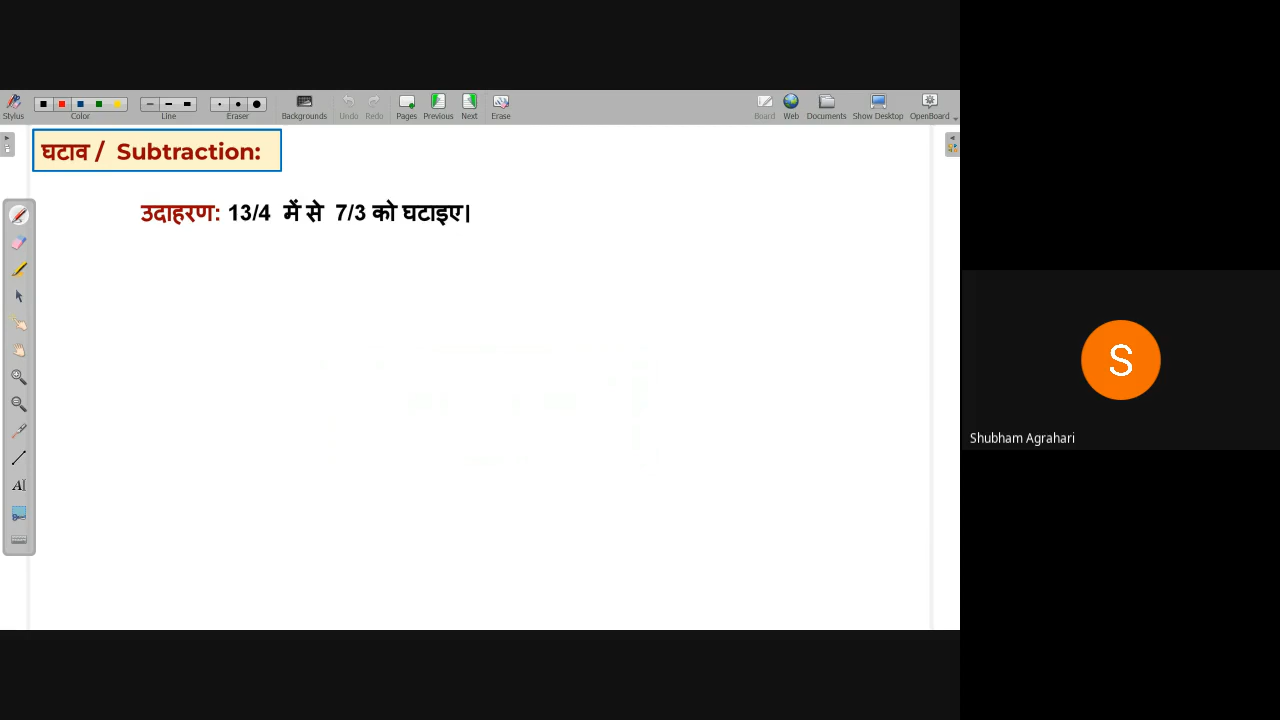 Stylus
Color
Line
Eraser
Backgrounds
Undo
Redo
Pages
Previous
Next
Erase
Board
Web
Documents
Show Desktop
OpenBoard
घटाव / Subtraction:
उदाहरण: 13/4 में से 7/3 को घटाइए।
S
Shubham Agrahari